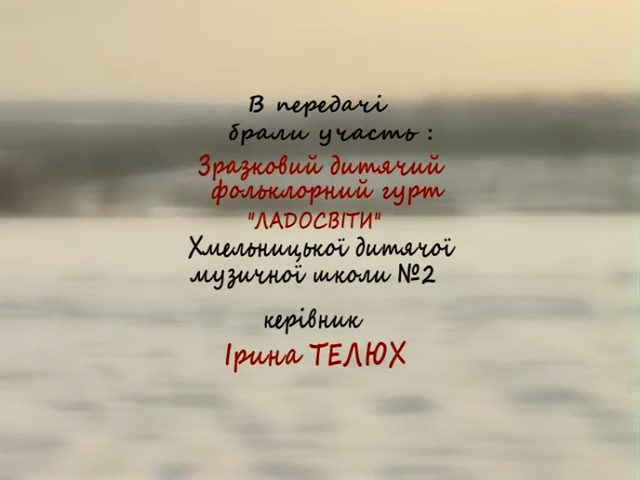 В передачі
брали участь :
Зразковий дитячий
фольклорний гурт
"ЛАДОСВІТИ"
Хмельницької дитячої
музичної школи №2
керівник
Ірина ТЕЛЮХ